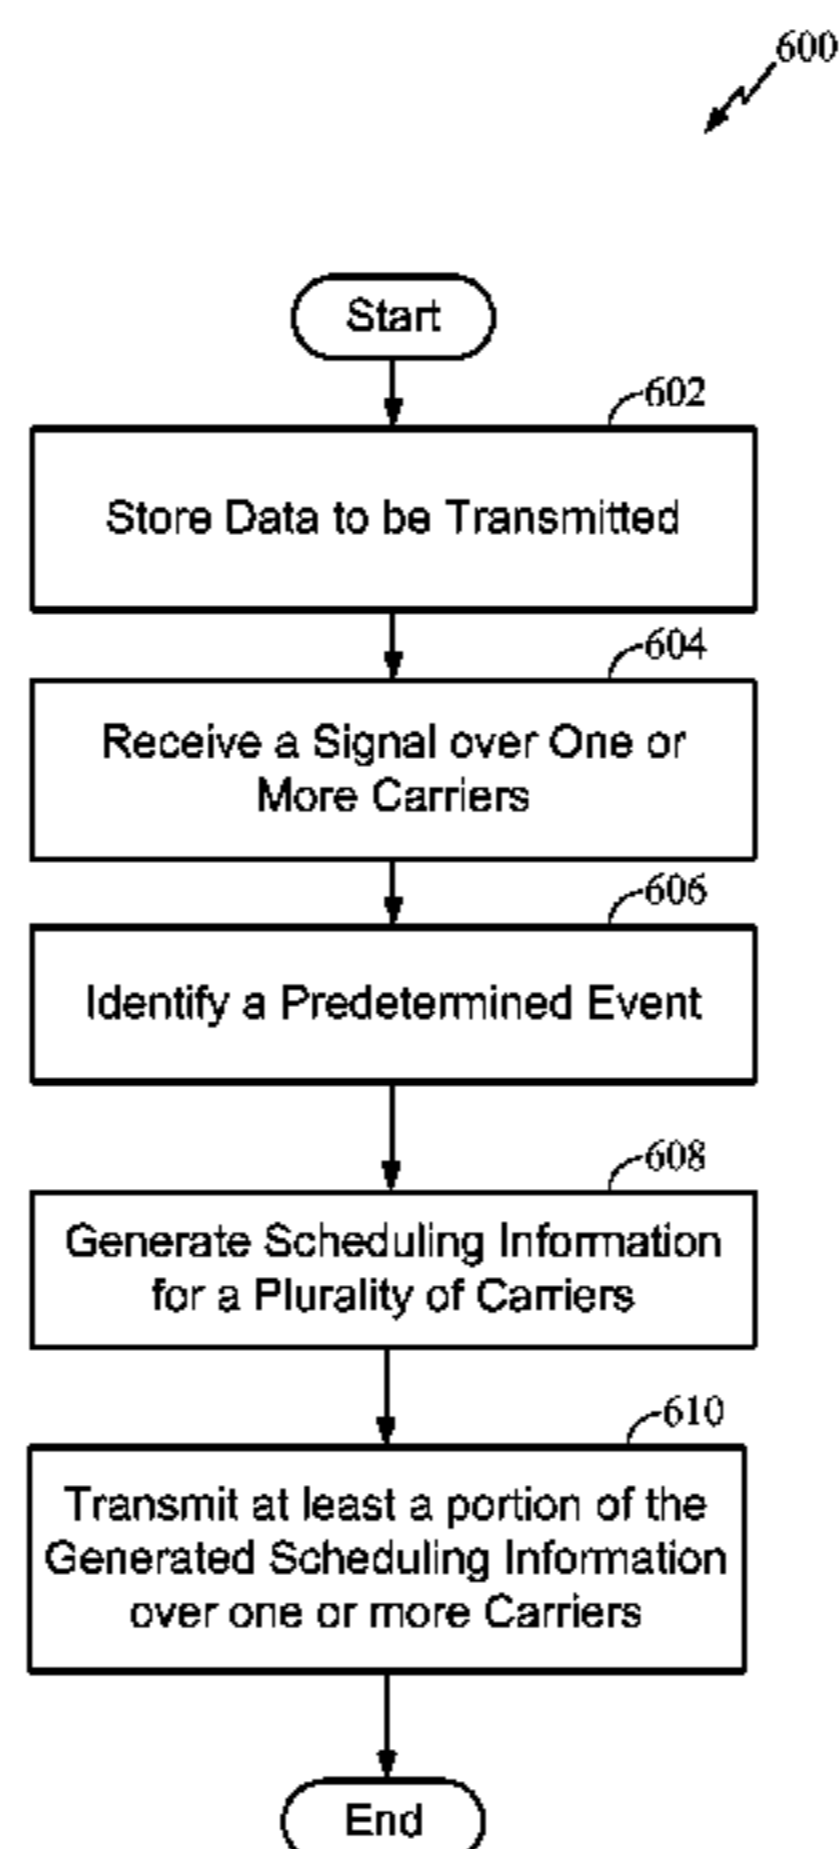 600
Start
602
Store Data to be Transmitted
604
Receive a Signal over One or
More Carriers
606
Identify a Predetermined Event
608
Generate Scheduling Information
for a Plurality of Carriers
610
Transmit at least a portion of the
Generated Scheduling Information
over one or more Carriers
End